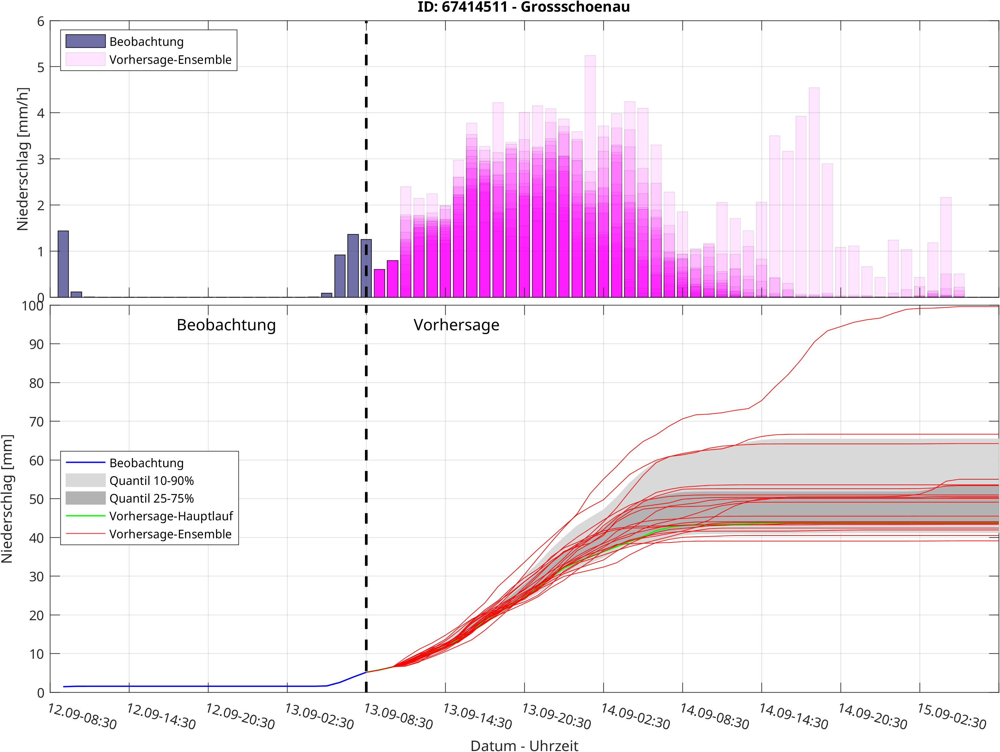 ID: 67414511 - Grossschoenau
6
5
4
3
2
1
0
Niederschlag [mm/h]
Beobachtung
Vorhersage-Ensemble
100
90
80
70
60
50
40
30
20
10
0
Niederschlag [mm]
Beobachtung
Vorhersage
Beobachtung
Quantil 10-90%
Quantil 25-75%
Vorhersage-Hauptlauf
Vorhersage-Ensemble
12.09-08:30
12.09-14:30
12.09-20:30
13.09-02:30
13.09-08:30
13.09-14:30
13.09-20:30
14.09-02:30
14.09-08:30
14.09-14:30
14.09-20:30
15.09-02:30
Datum - Uhrzeit